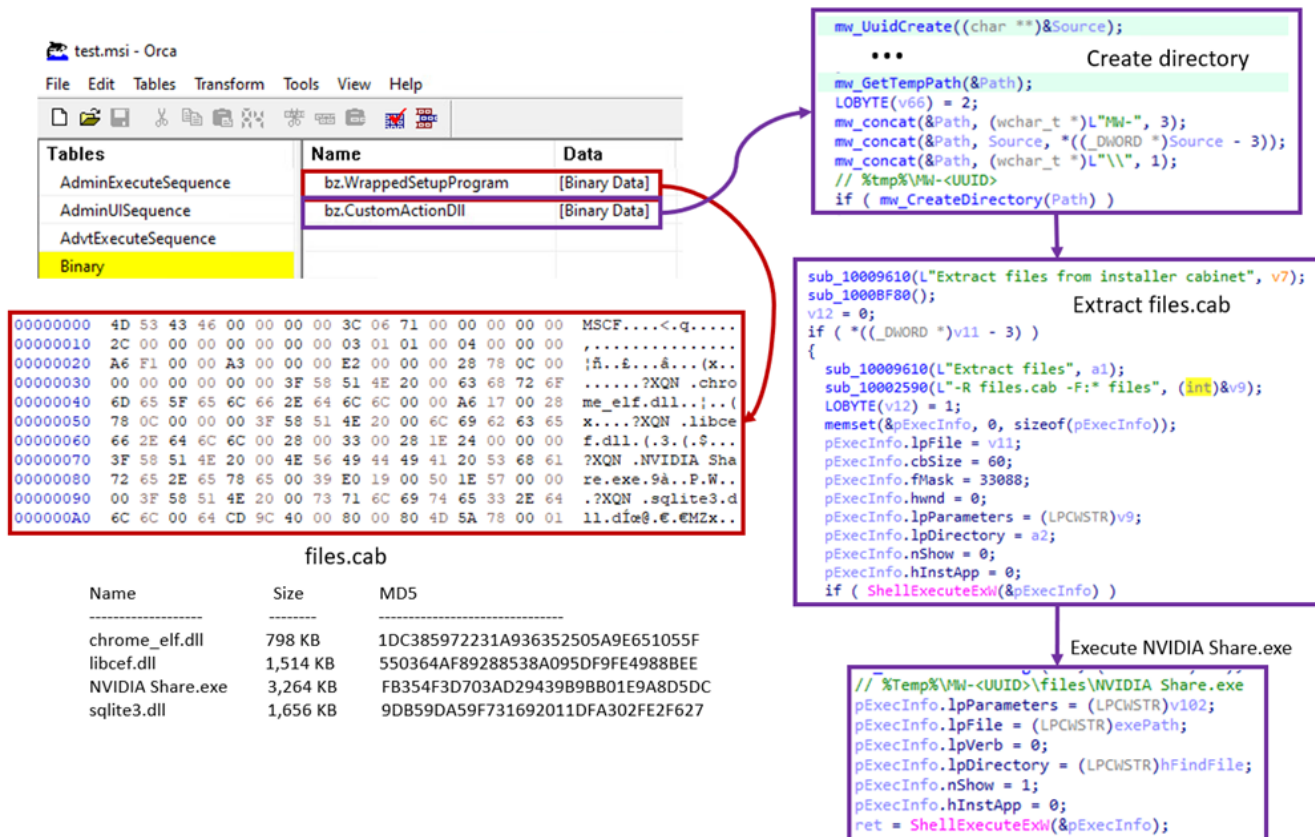 test.msi - Orca
File Edit Tables Transform Tools View Help
Tables
AdminExecuteSequence
AdminUISequence
AdvtExecuteSequence
Binary
Name Data
bz.WrappedSetupProgram [Binary Data]
bz.CustomActionDll [Binary Data]
mw_UuidCreate((char **)&Source);
•••
Create directory
mw_GetTempPath(&Path);
LOBYTE(v66) = 2;
mw_concat(&Path, (wchar_t *)L"MW-", 3);
mw_concat(&Path, Source, *((_DWORD *)Source - 3));
mw_concat(&Path, (wchar_t *)L"\\", 1);
// %tmp%\MW-<UUID>
if ( mw_CreateDirectory(Path) )
00000000 4D 53 43 46 00 00 00 00 3C 06 71 00 00 00 00 00 MSCF....<.q.....
00000010 2C 00 00 00 00 00 00 00 03 01 01 00 04 00 00 00 ,...............
00000020 A6 F1 00 00 A3 00 00 00 E2 00 00 00 28 78 0C 00 ¦ñ..£...â...(x..
00000030 00 00 00 00 00 00 3F 58 51 4E 20 00 63 68 72 6F ......?XQN .chro
00000040 6D 65 5F 65 6C 66 2E 64 6C 6C 00 00 A6 17 00 28 me_elf.dll..¦..(
00000050 78 0C 00 00 00 3F 58 51 4E 20 00 6C 69 62 63 65 x....?XQN .libce
00000060 66 2E 64 6C 6C 00 28 00 33 00 28 1E 24 00 00 00 f.dll.(.3.(.$...
00000070 3F 58 51 4E 20 00 4E 56 49 44 49 41 20 53 68 61 ?XQN .NVIDIA Sha
00000080 72 65 2E 65 78 65 00 39 E0 19 00 50 1E 57 00 00 re.exe.9à..P.W..
00000090 00 3F 58 51 4E 20 00 73 71 6C 69 74 65 33 2E 64 .?XQN .sqlite3.d
000000A0 6C 6C 00 64 CD 9C 40 00 80 00 80 4D 5A 78 00 01 ll.dÍœ@.€.€MZx..
files.cab
Name Size MD5
------------------- -------- -------------------------------
chrome_elf.dll 798 KB 1DC385972231A936352505A9E651055F
libcef.dll 1,514 KB 550364AF89288538A095DF9FE4988BEE
NVIDIA Share.exe 3,264 KB FB354F3D703AD29439B9BB01E9A8D5DC
sqlite3.dll 1,656 KB 9DB59DA59F731692011DFA302FE2F627
sub_10009610(L"Extract files from installer cabinet", v7);
sub_1000BF80();
Extract files.cab
v12 = 0;
if ( *((_DWORD *)v11 - 3) )
{
sub_10009610(L"Extract files", a1);
sub_10002590(L"-R files.cab -F:* files", (int)&v9);
LOBYTE(v12) = 1;
memset(&pExecInfo, 0, sizeof(pExecInfo));
pExecInfo.lpFile = v11;
pExecInfo.cbSize = 60;
pExecInfo.fMask = 33088;
pExecInfo.hwnd = 0;
pExecInfo.lpParameters = (LPCWSTR)v9;
pExecInfo.lpDirectory = a2;
pExecInfo.nShow = 0;
pExecInfo.hInstApp = 0;
if ( ShellExecuteExW(&pExecInfo) )
Execute NVIDIA Share.exe
// %Temp%\MW-<UUID>\files\NVIDIA Share.exe
pExecInfo.lpParameters = (LPCWSTR)v102;
pExecInfo.lpFile = (LPCWSTR)exePath;
pExecInfo.lpVerb = 0;
pExecInfo.lpDirectory = (LPCWSTR)hFindFile;
pExecInfo.nShow = 1;
pExecInfo.hInstApp = 0;
ret = ShellExecuteExW(&pExecInfo);